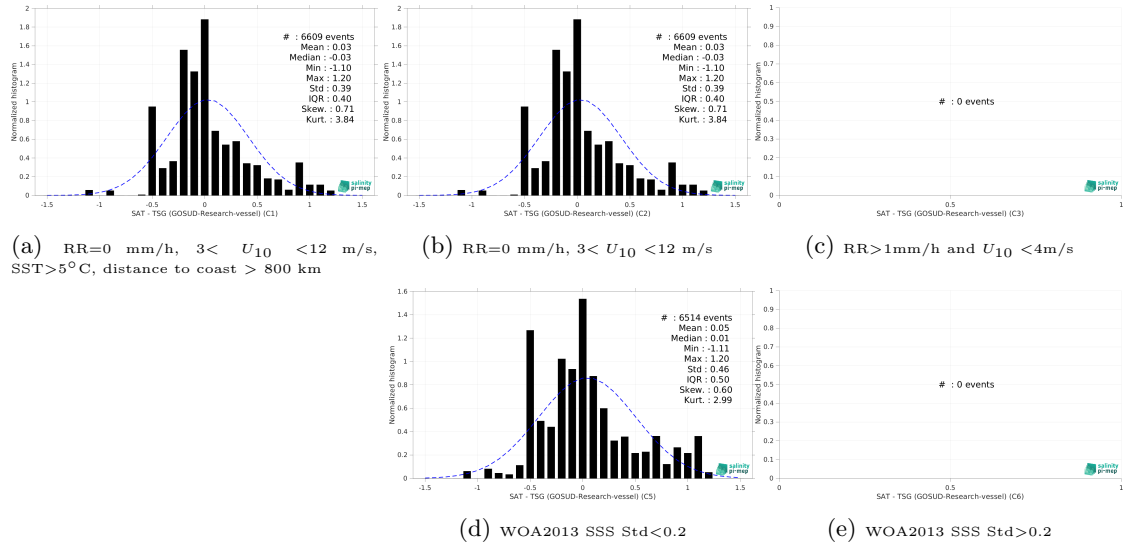 2
1.8
1.6
1.4
1.2
1
0.8
0.6
0.4
0.2
0
Normalized histogram
# : 6609 events
Mean : 0.03
Median : -0.03
Min : -1.10
Max : 1.20
Std : 0.39
IQR : 0.40
Skew. : 0.71
Kurt. : 3.84
salinity
pi-mep
-1.5 -1 -0.5 0 0.5 1 1.5
SAT - TSG (GOSUD-Research-vessel) (C1)
(a) RR=0 mm/h, 3< U10 <12 m/s,
SST>5°C, distance to coast > 800 km
2
1.8
1.6
1.4
1.2
1
0.8
0.6
0.4
0.2
0
Normalized histogram
# : 6609 events
Mean : 0.03
Median : -0.03
Min : -1.10
Max : 1.20
Std : 0.39
IQR : 0.40
Skew. : 0.71
Kurt. : 3.84
salinity
pi-mep
-1.5 -1 -0.5 0 0.5 1 1.5
SAT - TSG (GOSUD-Research-vessel) (C2)
(b) RR=0 mm/h, 3< U10 <12 m/s
1
0.9
0.8
0.7
0.6
0.5
0.4
0.3
0.2
0.1
0
Normalized histogram
# : 0 events
salinity
pi-mep
0 0.5 1
SAT - TSG (GOSUD-Research-vessel) (C3)
(c) RR>1mm/h and U10 <4m/s
1.6
1.4
1.2
1
0.8
0.6
0.4
0.2
0
Normalized histogram
# : 6514 events
Mean : 0.05
Median : 0.01
Min : -1.11
Max : 1.20
Std : 0.46
IQR : 0.50
Skew. : 0.60
Kurt. : 2.99
salinity
pi-mep
-1.5 -1 -0.5 0 0.5 1 1.5
SAT - TSG (GOSUD-Research-vessel) (C5)
(d) WOA2013 SSS Std<0.2
1
0.9
0.8
0.7
0.6
0.5
0.4
0.3
0.2
0.1
0
Normalized histogram
# : 0 events
salinity
pi-mep
0 0.5 1
SAT - TSG (GOSUD-Research-vessel) (C6)
(e) WOA2013 SSS Std>0.2